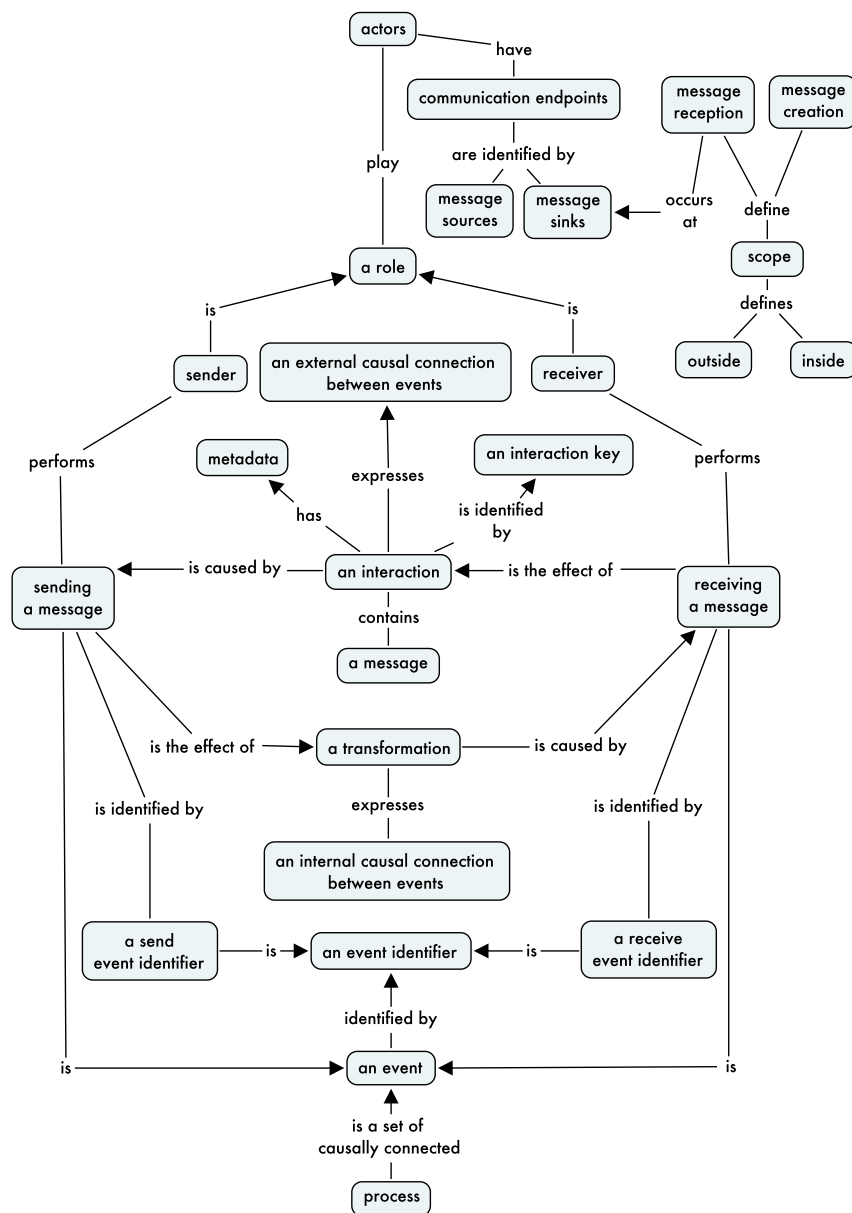 actors
have
communication endpoints
message
reception
message
creation
play
are identified by
message
sources
message
sinks
occurs
at
define
a role
scope
is
is
defines
sender
an external causal connection
between events
receiver
outside
inside
performs
metadata
expresses
an interaction key
performs
has
is identified
by
sending
a message
is caused by
an interaction
is the effect of
receiving
a message
contains
a message
is the effect of
a transformation
is caused by
is identified by
expresses
is identified by
an internal causal connection
between events
a send
event identifier
is
an event identifier
is
a receive
event identifier
identified by
is
an event
is
is a set of
causally connected
process